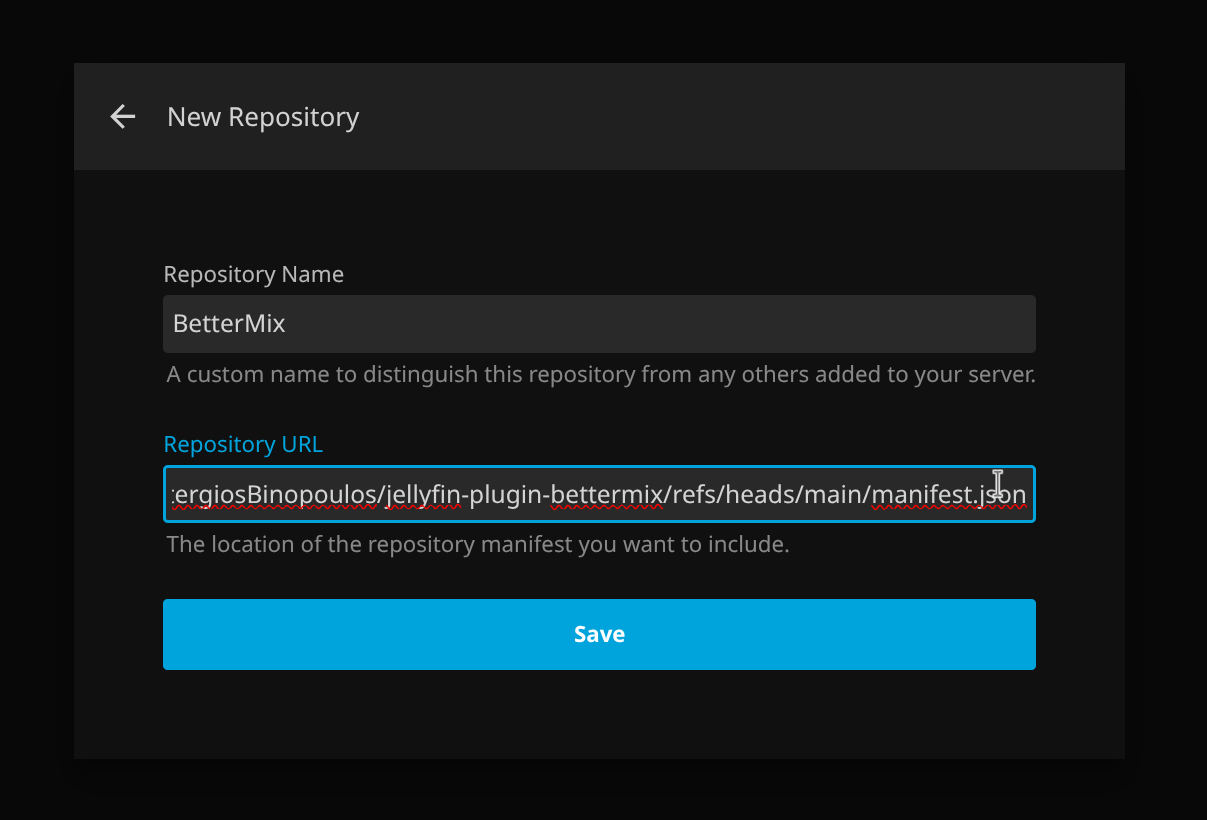 New Repository
Repository Name
BetterMix
A custom name to distinguish this repository from any others added to your server.
Repository URL
ergiosBinopoulos/jellyfin-plugin-bettermix/refs/heads/main/manifest.json
The location of the repository manifest you want to include.
Save